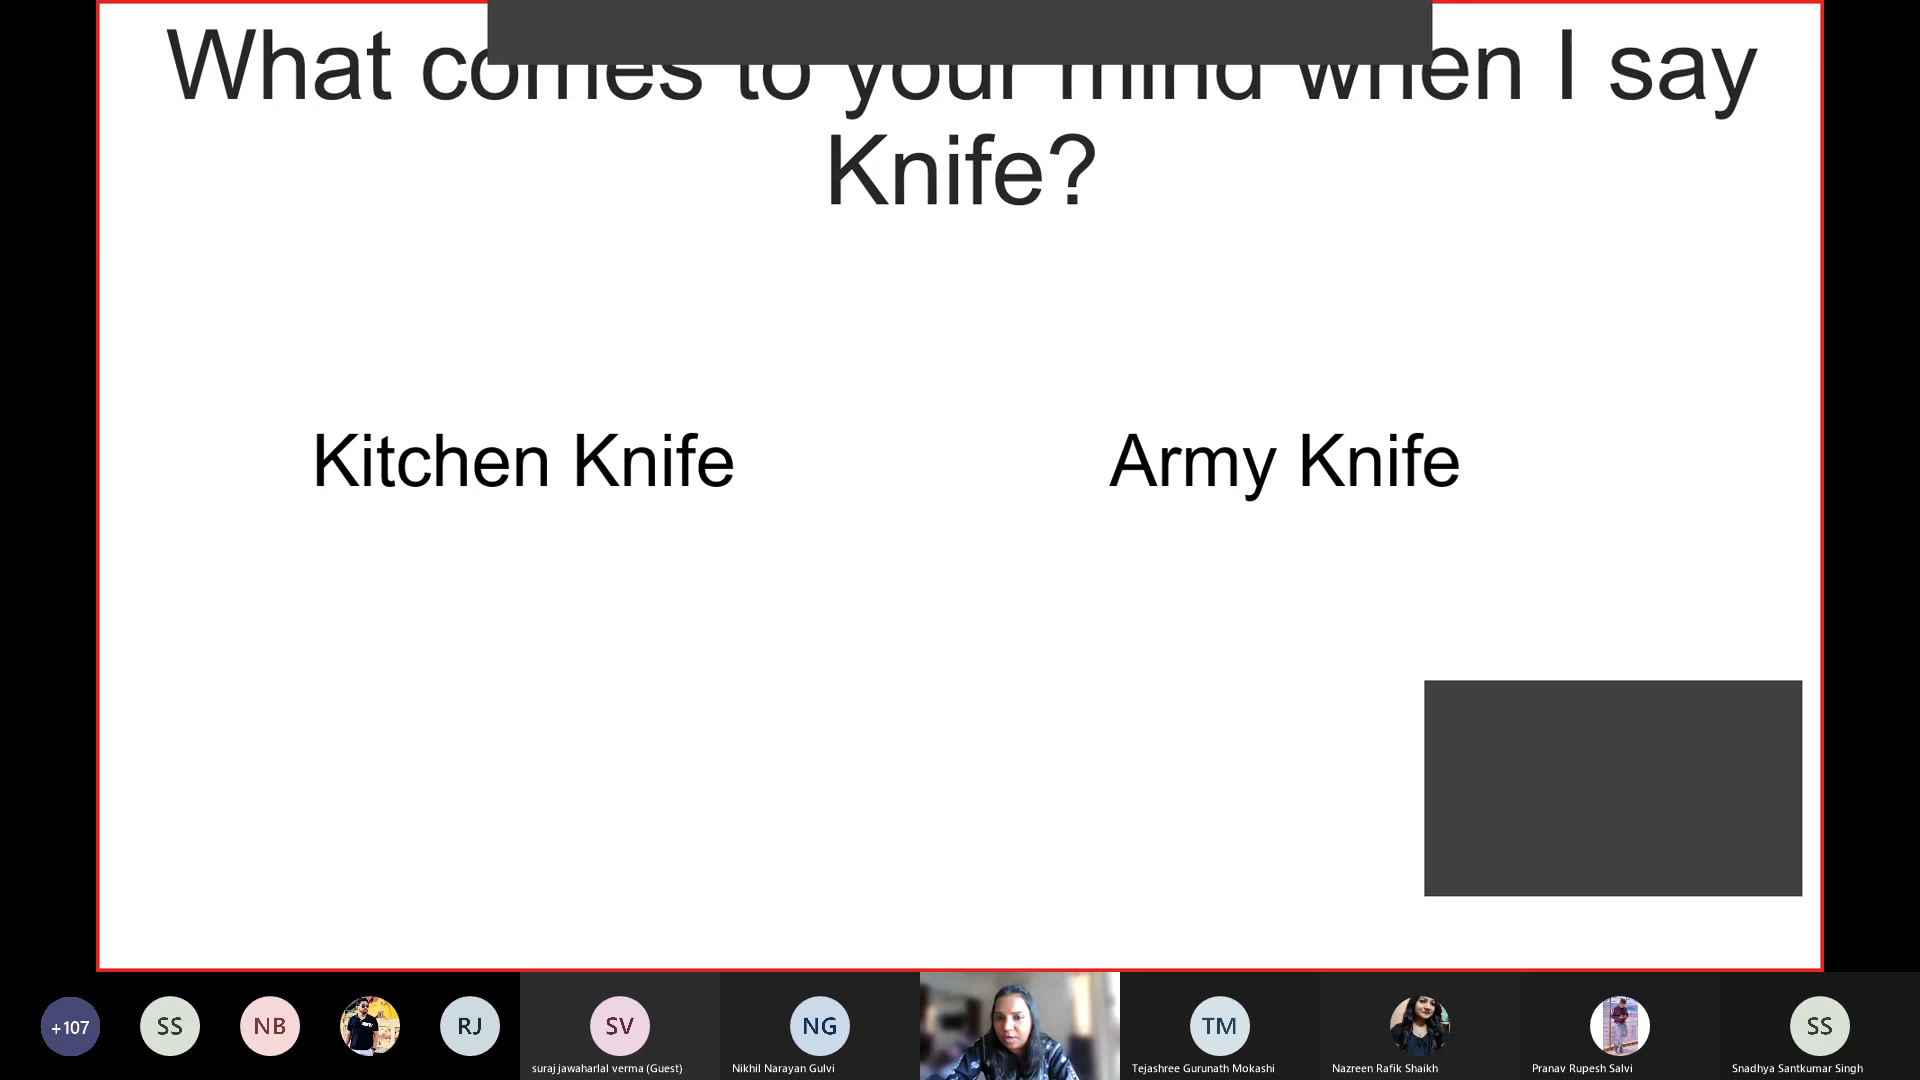 What comes to your mind when I say
Knife?
Kitchen Knife
Army Knife
+107
SS
NB
RJ
SV
NG
TM
SS
suraj jawaharlal verma (Guest)
Nikhil Narayan Gulvi
Tejashree Gurunath Mokashi
Nazreen Rafik Shaikh
Pranav Rupesh Salvi
Snadhya Santkumar Singh